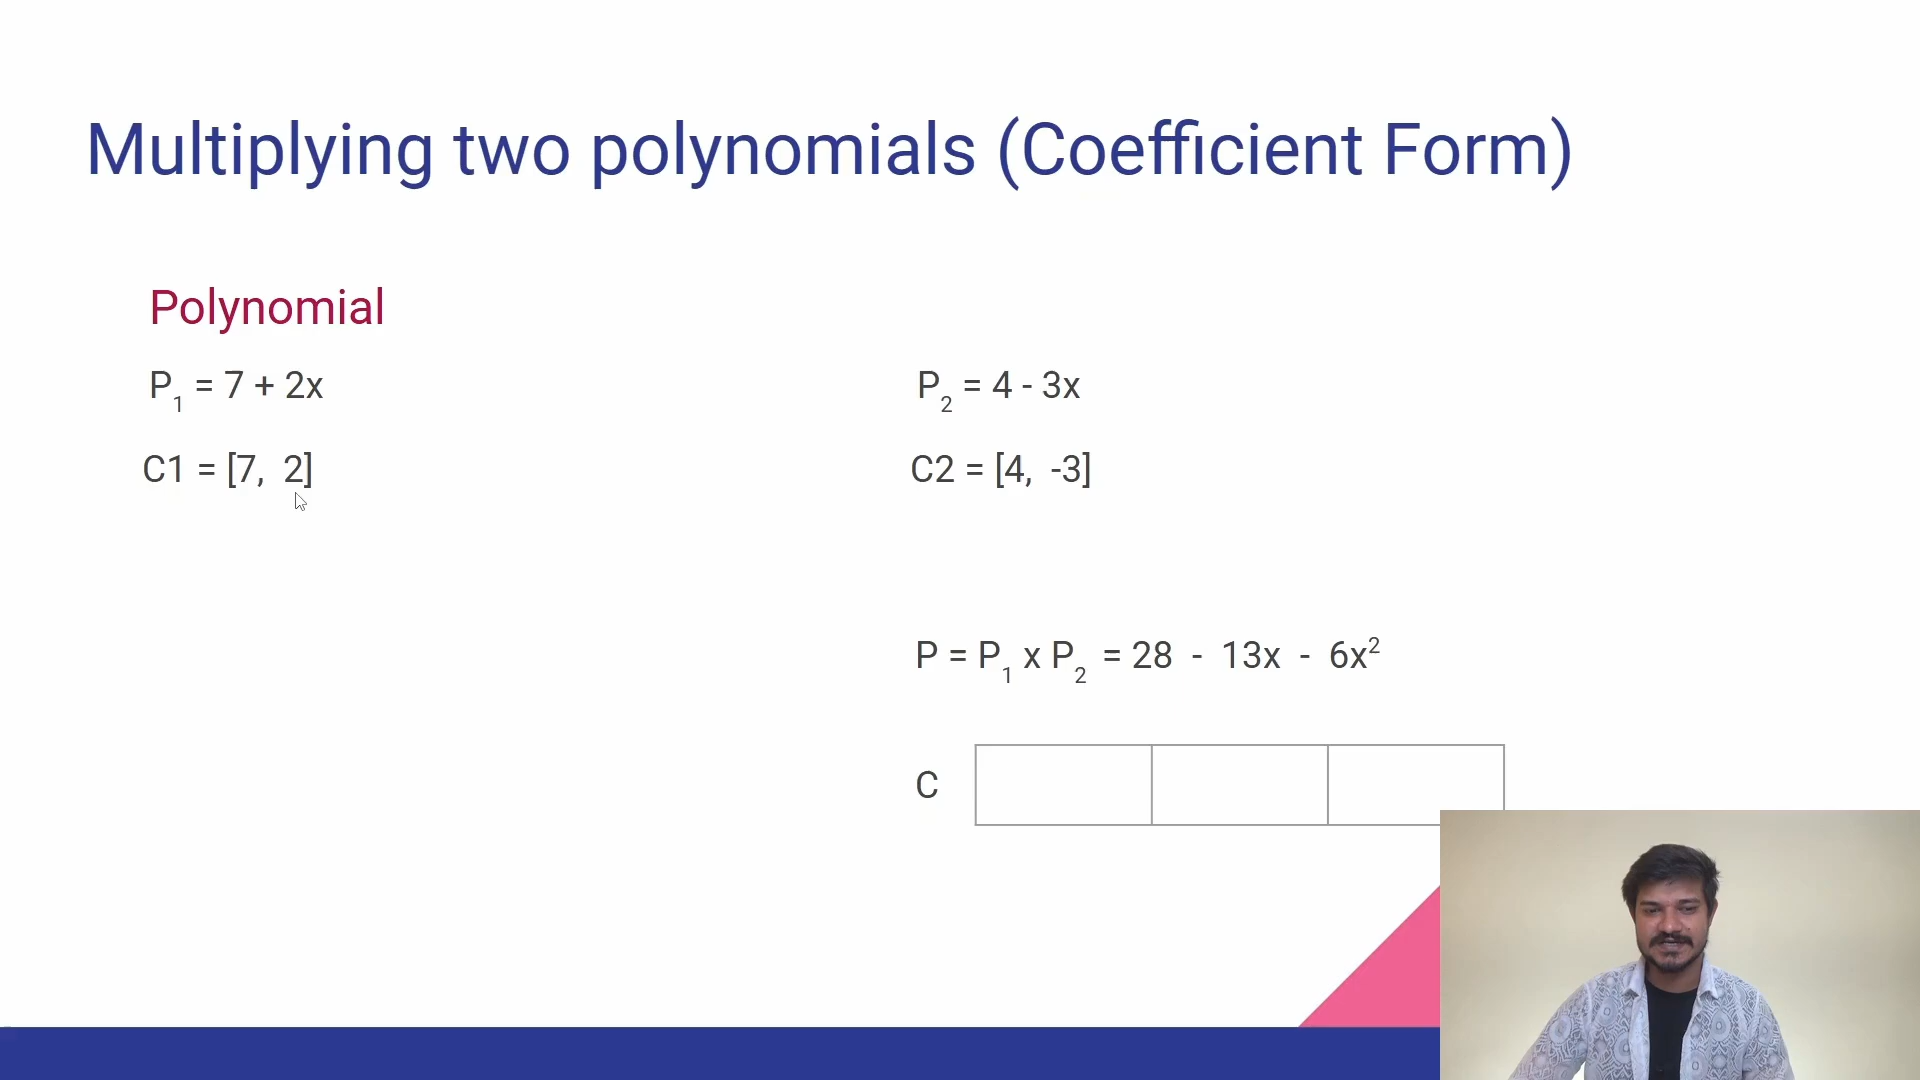 Multiplying two polynomials (Coefficient Form)
Polynomial
P₁ = 7 + 2x
P₂ = 4 - 3x
C1 = [7, 2]
C2 = [4, -3]
P = P₁ x P₂ = 28 - 13x - 6x²
C